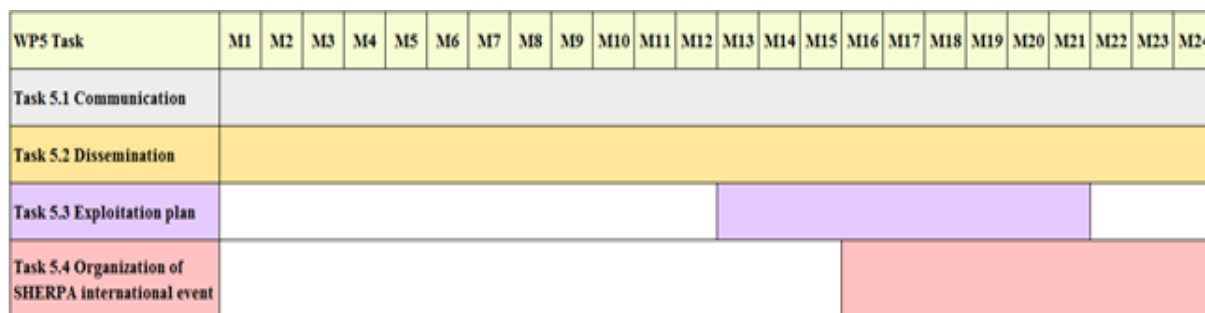 WP5 Task M1 M2 M3 M4 M5 M6 M7 M8 M9 M10 M11 M12 M13 M14 M15 M16 M17 M18 M19 M20 M21 M22 M23 M24
Task 5.1 Communication
Task 5.2 Dissemination
Task 5.3 Exploitation plan
Task 5.4 Organization of
SHERPA international event